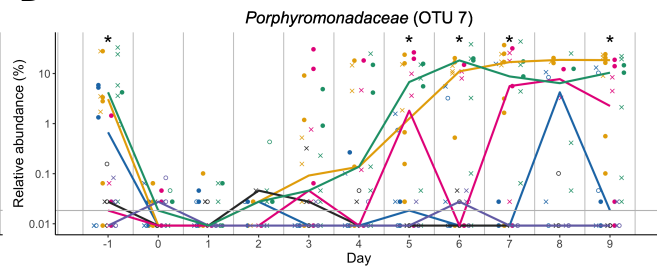 Porphyromonadaceae (OTU 7)
* * * * *
Relative abundance (%)
10
1
0.1
0.01
-1 0 1 2 3 4 5 6 7 8 9
Day